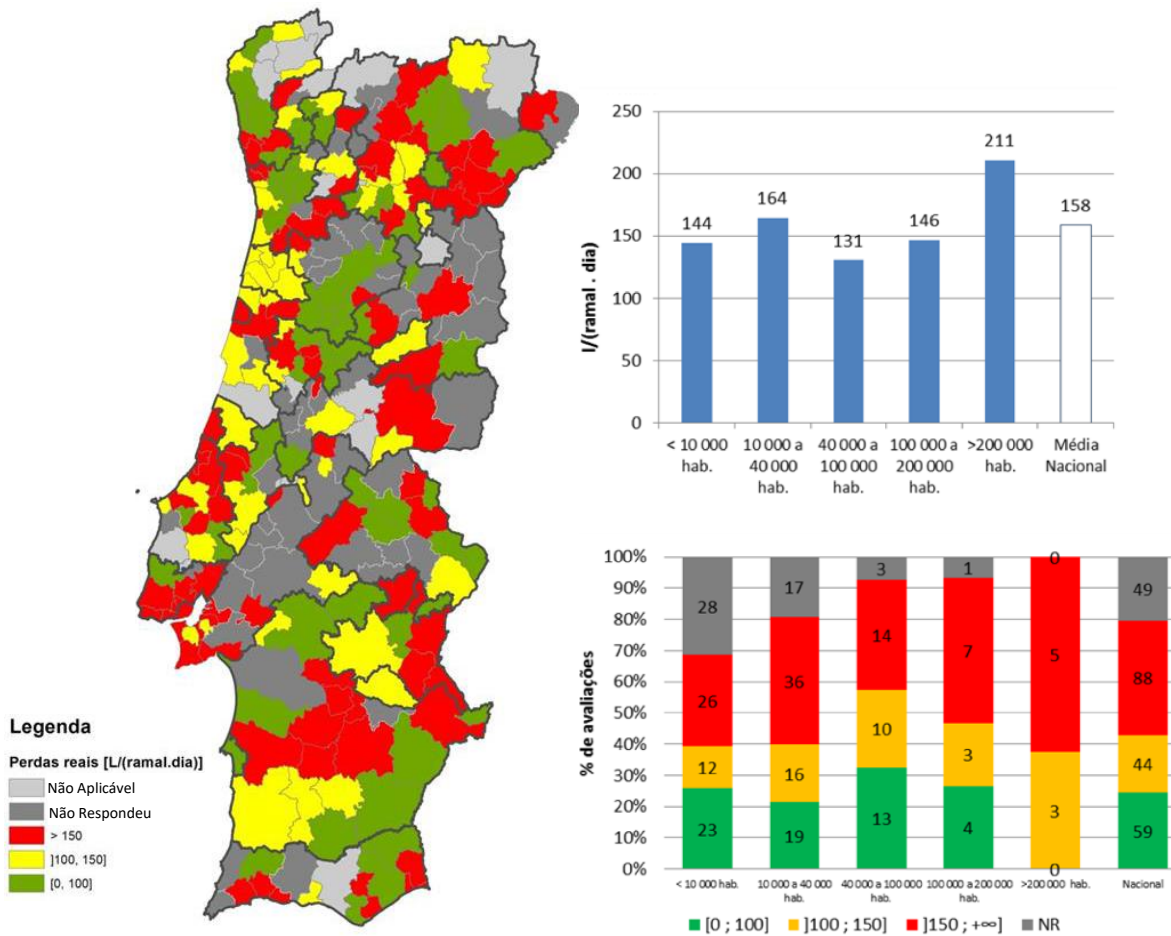 Legenda
Perdas reais [L/(ramal.dia)]
Não Aplicável
Não Respondeu
> 150
]100, 150]
[0, 100]
l/(ramal . dia)
250
200
150
100
50
0
144
164
131
146
211
158
< 10 000 hab.
10 000 a 40 000 hab.
40 000 a 100 000 hab.
100 000 a 200 000 hab.
>200 000 hab.
Média Nacional
% de avaliações
100%
90%
80%
70%
60%
50%
40%
30%
20%
10%
0%
28
26
12
23
17
36
16
19
3
14
10
13
1
7
3
4
0
5
3
0
49
88
44
59
< 10 000 hab.
10 000 a 40 000 hab.
40 000 a 100 000 hab.
100 000 a 200 000 hab.
>200 000 hab.
Nacional
[0 ; 100]
]100 ; 150]
]150 ; +∞]
NR